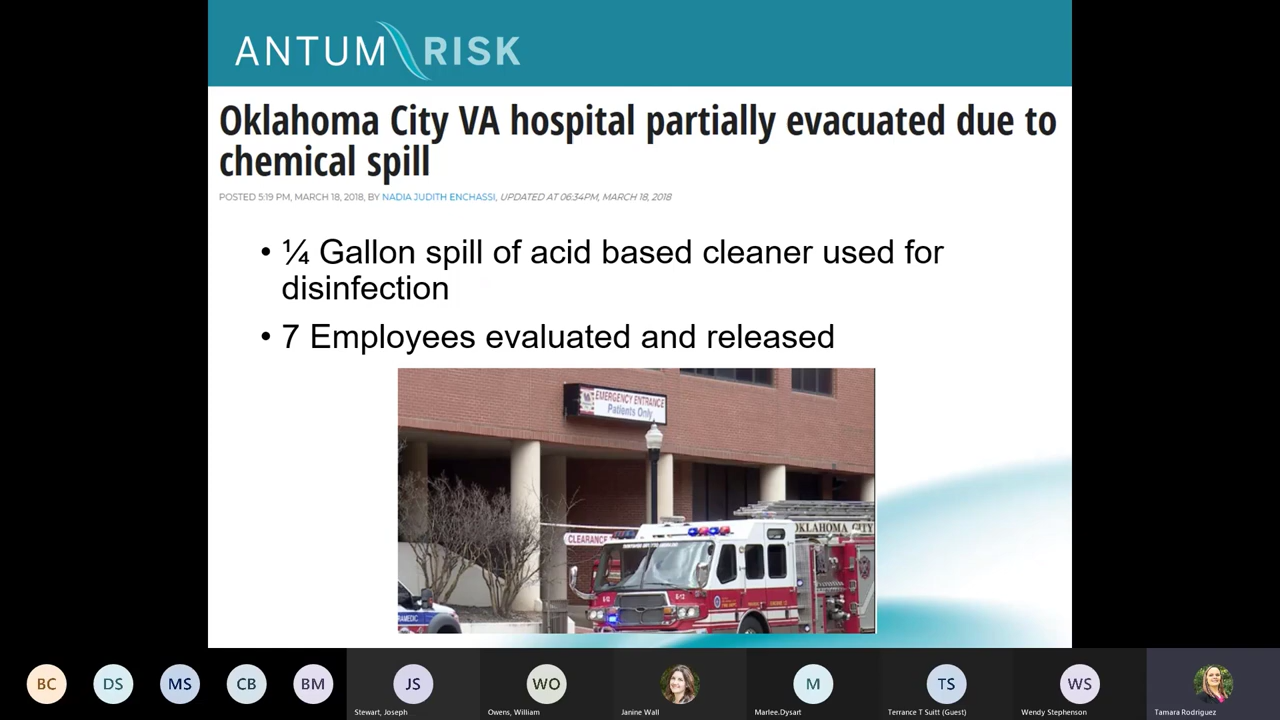 ANTUM RISK
Oklahoma City VA hospital partially evacuated due to
chemical spill
POSTED 5:19 PM, MARCH 18, 2018, BY NADIA JUDITH ENCHASSI, UPDATED AT 06:34PM, MARCH 18, 2018
• ¼ Gallon spill of acid based cleaner used for
disinfection
• 7 Employees evaluated and released
EMERGENCY ENTRANCE
Patients Only
CLEARANCE
OKLAHOMA CITY
BC
DS
MS
CB
BM
JS
WO
M
TS
WS
Stewart, Joseph
Owens, William
Janine Wall
Marlee.Dysart
Terrance T Suitt (Guest)
Wendy Stephenson
Tamara Rodriguez